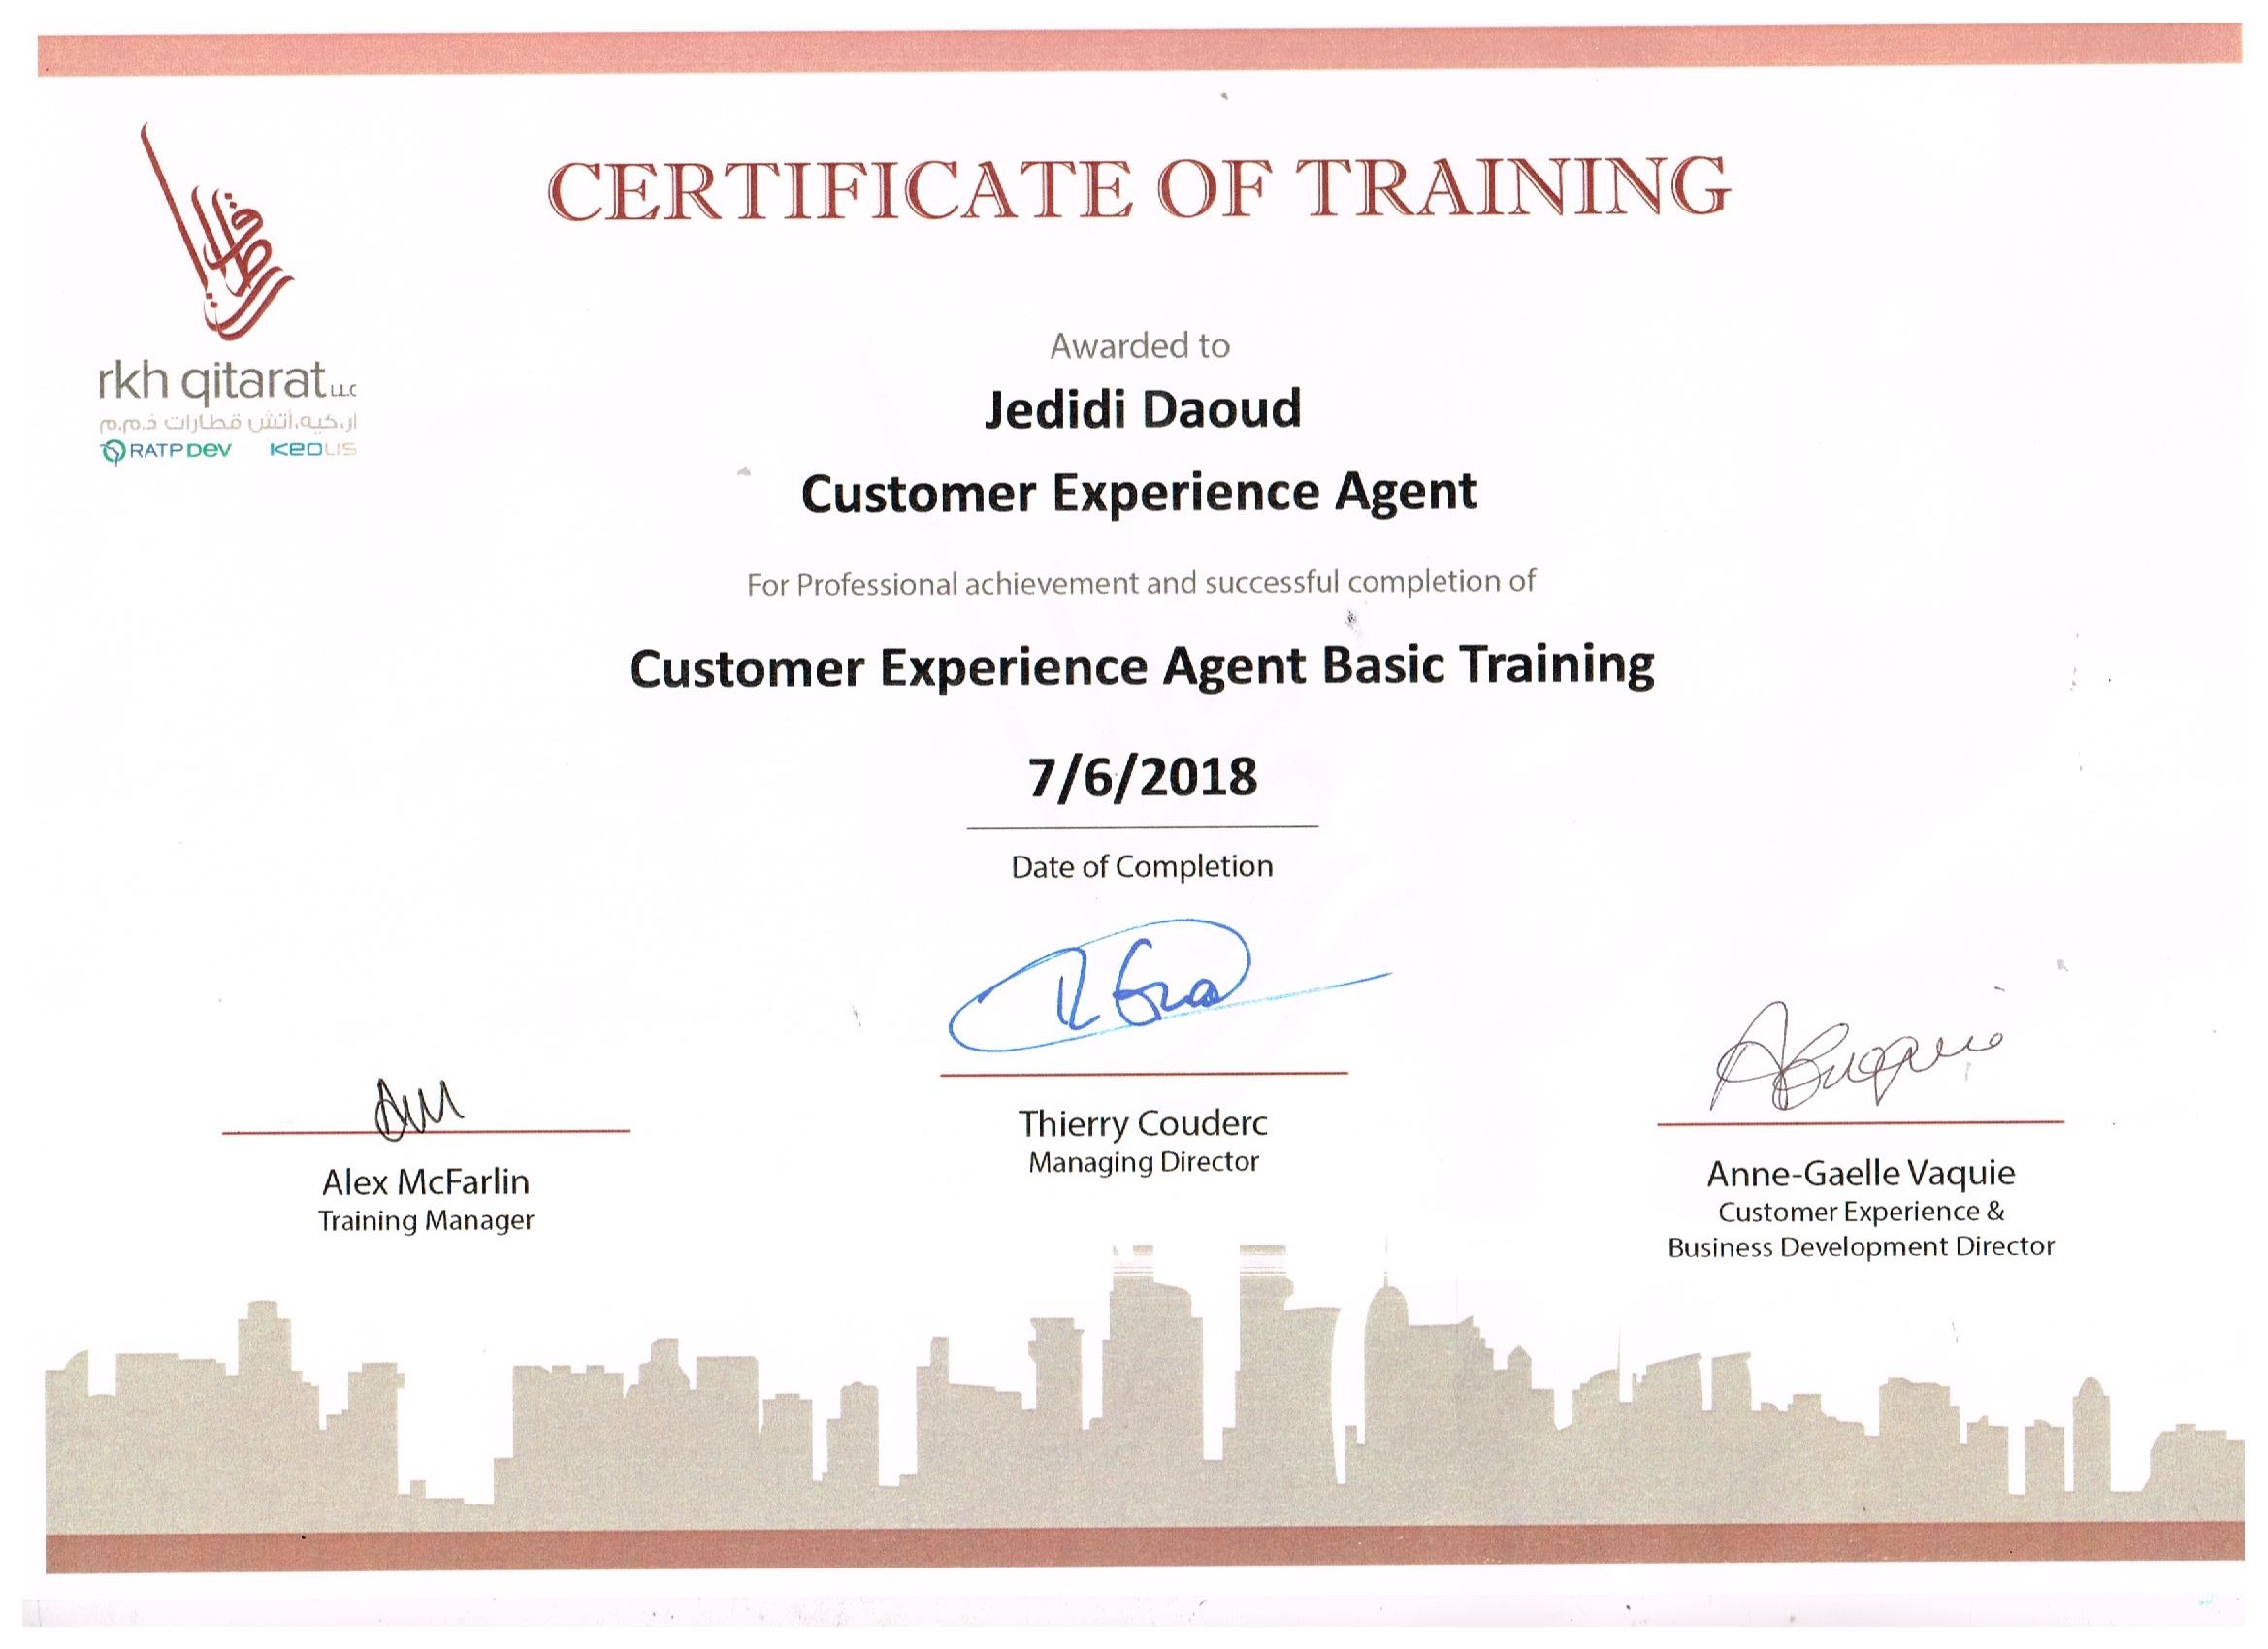 CERTIFICATE OF TRAINING
قطارات
rkh qitarat LLC
ار.كيه.أتش قطارات ذ.م.م
RATP Dev KEOLIS
Awarded to
Jedidi Daoud
Customer Experience Agent
For Professional achievement and successful completion of
Customer Experience Agent Basic Training
7/6/2018
Date of Completion
Alex McFarlin
Training Manager
Thierry Couderc
Managing Director
Anne-Gaelle Vaquie
Customer Experience &
Business Development Director